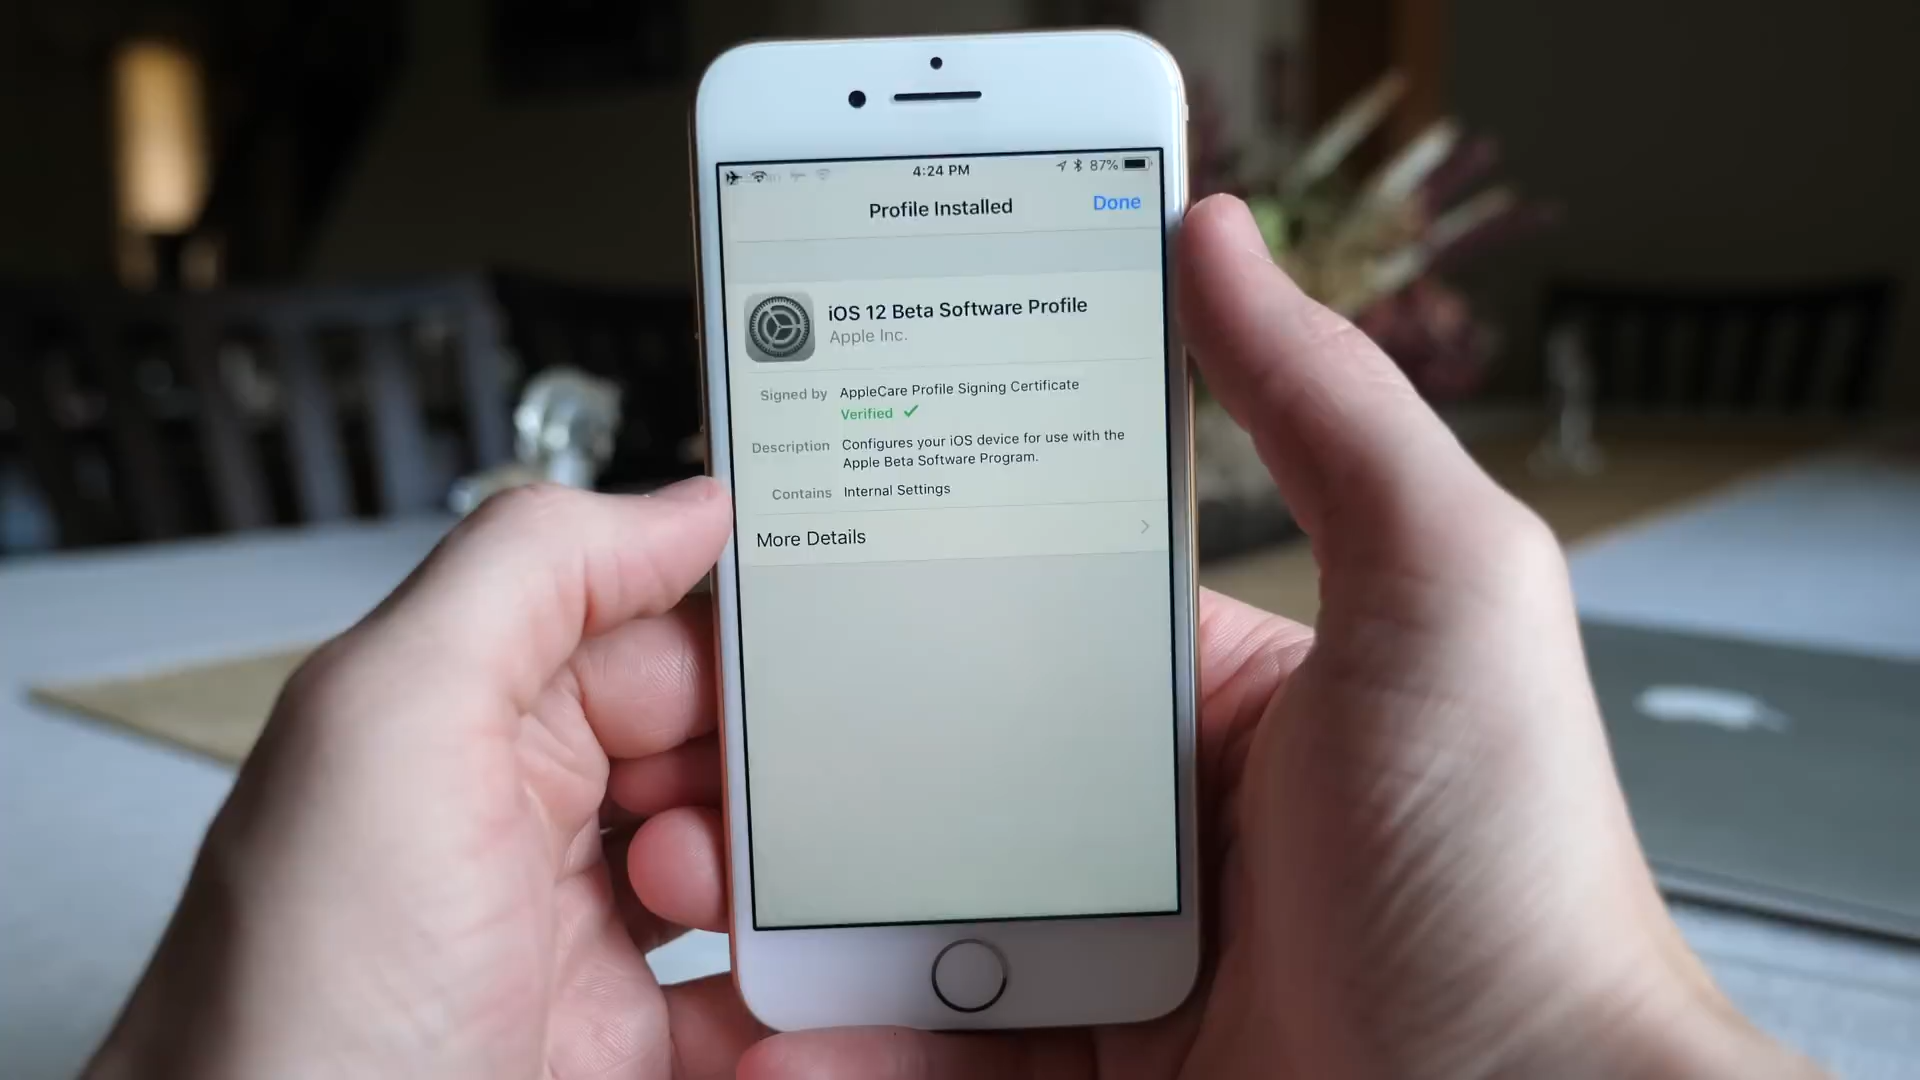 4:24 PM
87%
Profile Installed
Done
iOS 12 Beta Software Profile
Apple Inc.
Signed by AppleCare Profile Signing Certificate
Verified ✓
Description Configures your iOS device for use with the
Apple Beta Software Program.
Contains Internal Settings
More Details